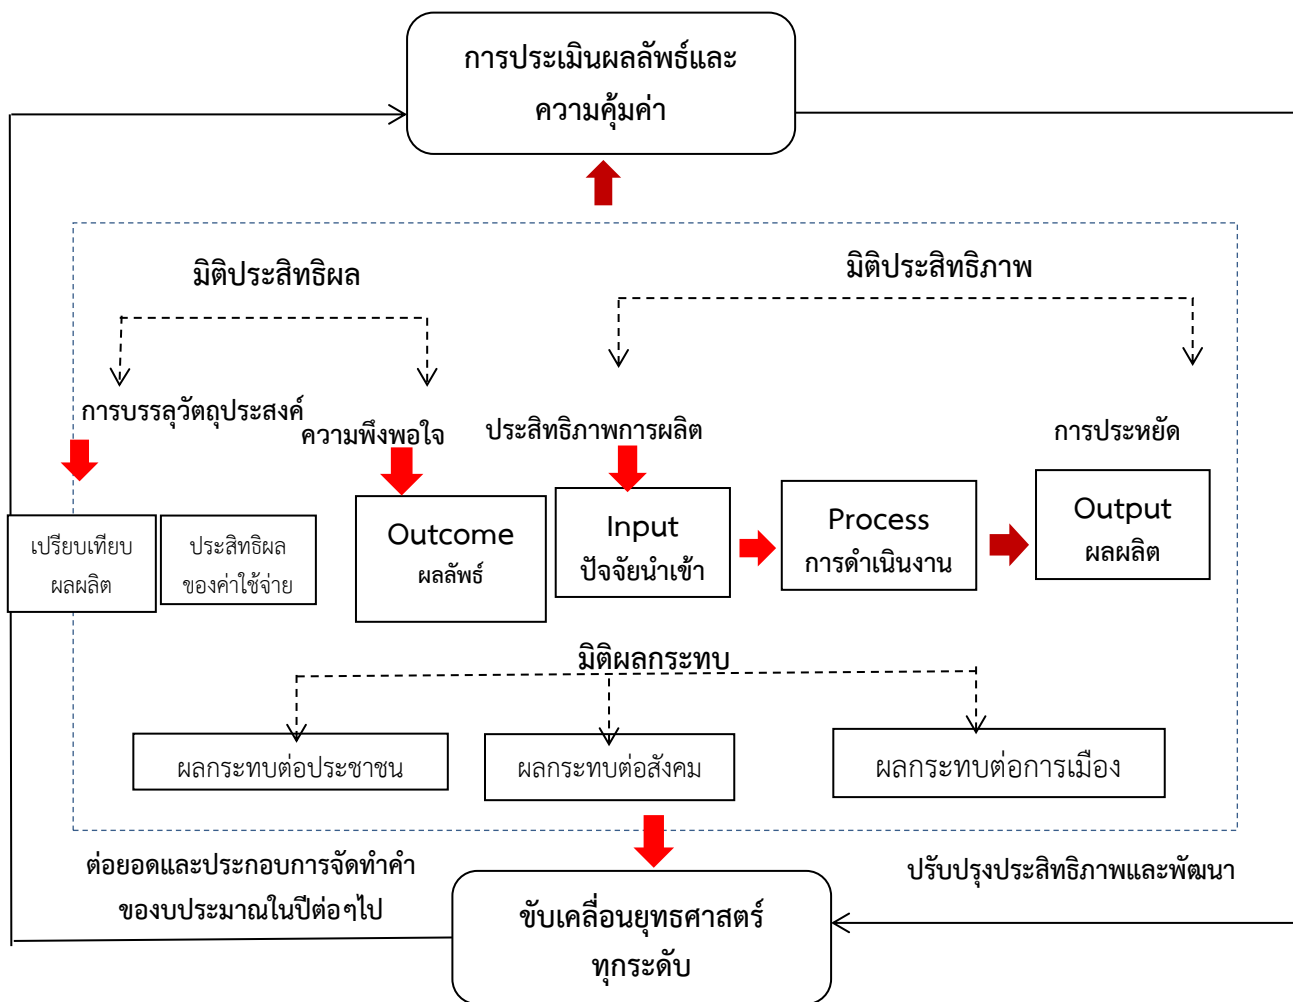 การประเมินผลลัพธ์และ
ความคุ้มค่า
มิติประสิทธิผล
มิติประสิทธิภาพ
การบรรลุวัตถุประสงค์
ความพึงพอใจ
ประสิทธิภาพการผลิต
การประหยัด
เปรียบเทียบ
ผลผลิต
ประสิทธิผล
ของค่าใช้จ่าย
Outcome
ผลลัพธ์
Input
ปัจจัยนำเข้า
Process
การดำเนินงาน
Output
ผลผลิต
มิติผลกระทบ
ผลกระทบต่อประชาชน
ผลกระทบต่อสังคม
ผลกระทบต่อการเมือง
ต่อยอดและประกอบการจัดทำคำ
ของบประมาณในปีต่อๆไป
ปรับปรุงประสิทธิภาพและพัฒนา
ขับเคลื่อนยุทธศาสตร์
ทุกระดับ